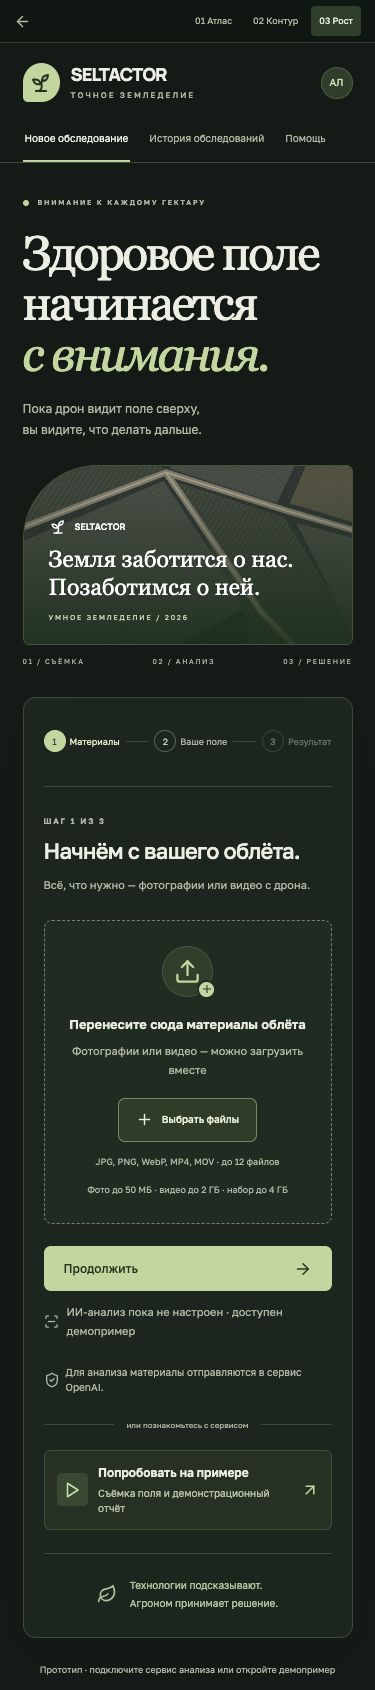 01 Атлас 02 Контур 03 Рост
SELTACTOR
ТОЧНОЕ ЗЕМЛЕДЕЛИЕ
АЛ
Новое обследование История обследований Помощь
ВНИМАНИЕ К КАЖДОМУ ГЕКТАРУ
Здоровое поле
начинается
с внимания.
Пока дрон видит поле сверху,
вы видите, что делать дальше.
SELTACTOR
Земля заботится о нас.
Позаботимся о ней.
УМНОЕ ЗЕМЛЕДЕЛИЕ / 2026
01 / СЪЁМКА 02 / АНАЛИЗ 03 / РЕШЕНИЕ
1 Материалы 2 Ваше поле 3 Результат
ШАГ 1 ИЗ 3
Начнём с вашего облёта.
Всё, что нужно — фотографии или видео с дрона.
Перенесите сюда материалы облёта
Фотографии или видео — можно загрузить
вместе
Выбрать файлы
JPG, PNG, WebP, MP4, MOV · до 12 файлов
Фото до 50 МБ · видео до 2 ГБ · набор до 4 ГБ
Продолжить
ИИ-анализ пока не настроен · доступен
демопример
Для анализа материалы отправляются в сервис
OpenAI.
или познакомьтесь с сервисом
Попробовать на примере
Съёмка поля и демонстрационный
отчёт
Технологии подсказывают.
Агроном принимает решение.
Прототип · подключите сервис анализа или откройте демопример